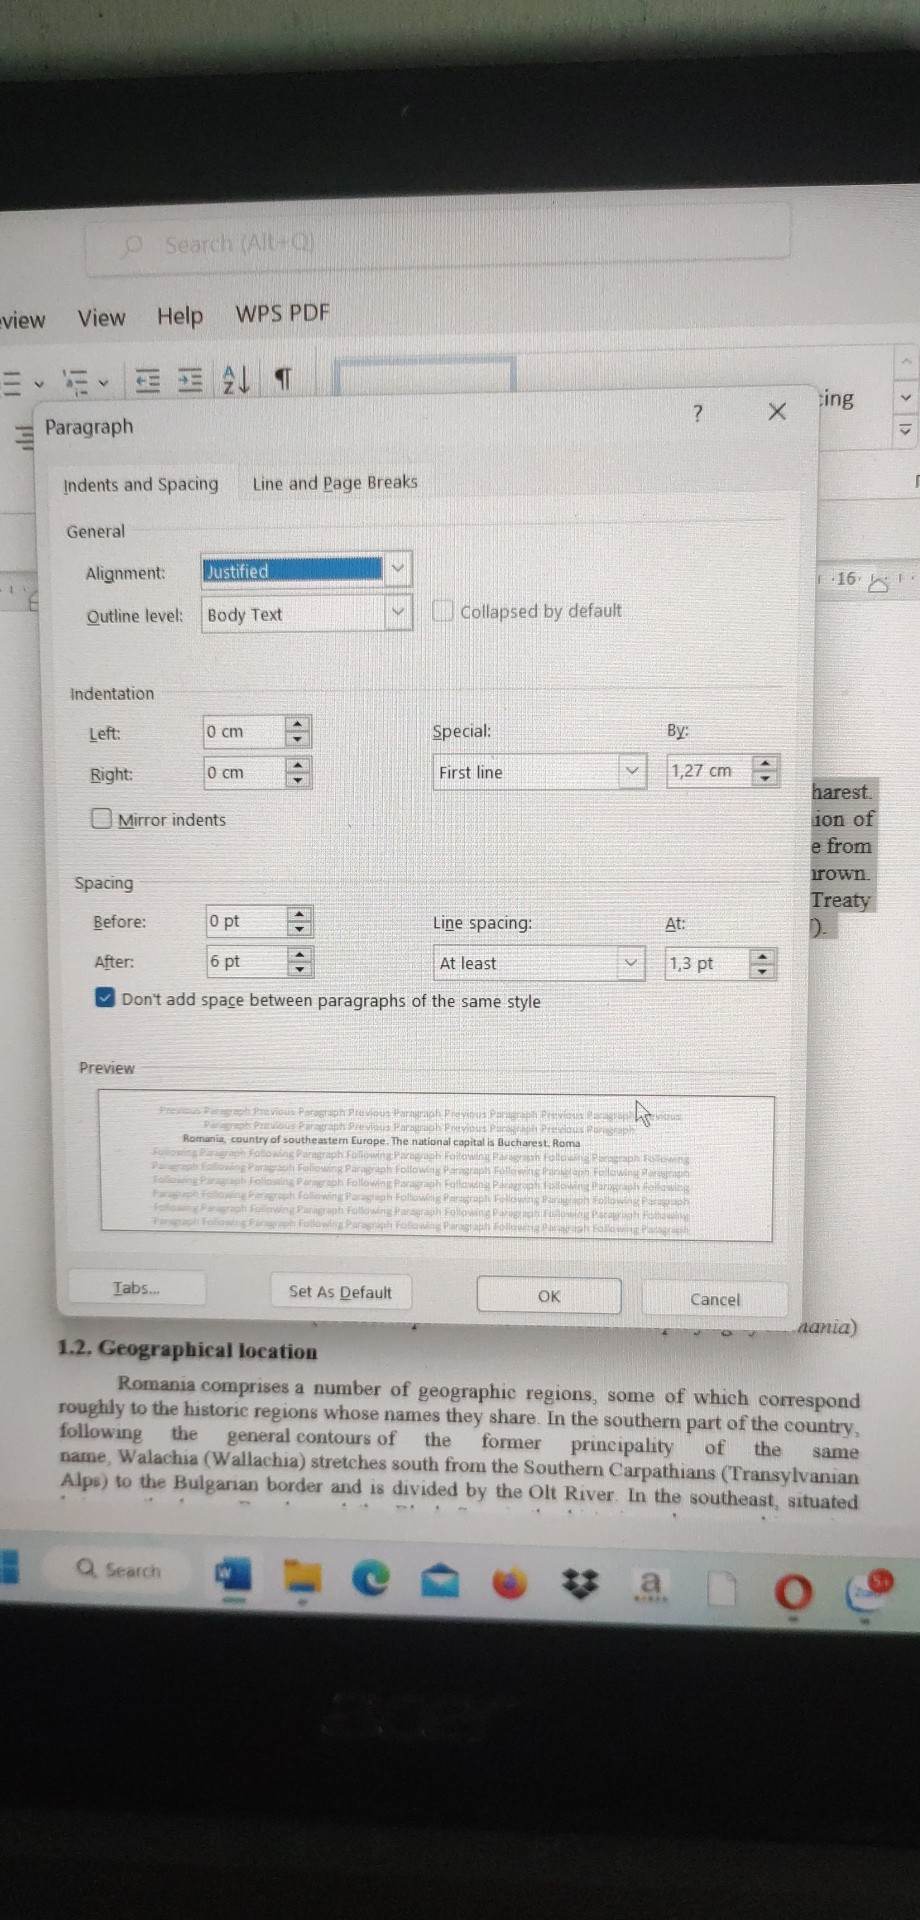 Search (Alt+Q)
view View Help WPS PDF
Paragraph ? ing
Indents and Spacing Line and Page Breaks
General
Alignment: Justified
Outline level: Body Text Collapsed by default
16
Indentation
Left: 0 cm Special: By:
Right: 0 cm First line 1,27 cm
Mirror indents
harest.
ion of
e from
rown.
Treaty
).
Spacing
Before: 0 pt Line spacing: At:
After: 6 pt At least 1,3 pt
Don't add space between paragraphs of the same style
Preview
Previous Paragraph Previous Paragraph Previous Paragraph Previous Paragraph Previous Paragraph
Paragraph Previous Paragraph Previous Paragraph Previous Paragraph Previous Paragraph
Romania, country of southeastern Europe. The national capital is Bucharest. Roma
Following Paragraph Following Paragraph Following Paragraph Following Paragraph Following Paragraph Following
Paragraph Following Paragraph Following Paragraph Following Paragraph Following Paragraph Following Paragraph
Following Paragraph Following Paragraph Following Paragraph Following Paragraph Following Paragraph Following
Paragraph Following Paragraph Following Paragraph Following Paragraph Following Paragraph Following Paragraph
Following Paragraph Following Paragraph Following Paragraph Following Paragraph Following Paragraph Following
Paragraph Following Paragraph Following Paragraph Following Paragraph Following Paragraph Following Paragraph
Tabs... Set As Default OK Cancel
nania)
1.2. Geographical location
Romania comprises a number of geographic regions, some of which correspond
roughly to the historic regions whose names they share. In the southern part of the country,
following the general contours of the former principality of the same
name, Walachia (Wallachia) stretches south from the Southern Carpathians (Transylvanian
Alps) to the Bulgarian border and is divided by the Olt River. In the southeast, situated
Search
W
a
5+